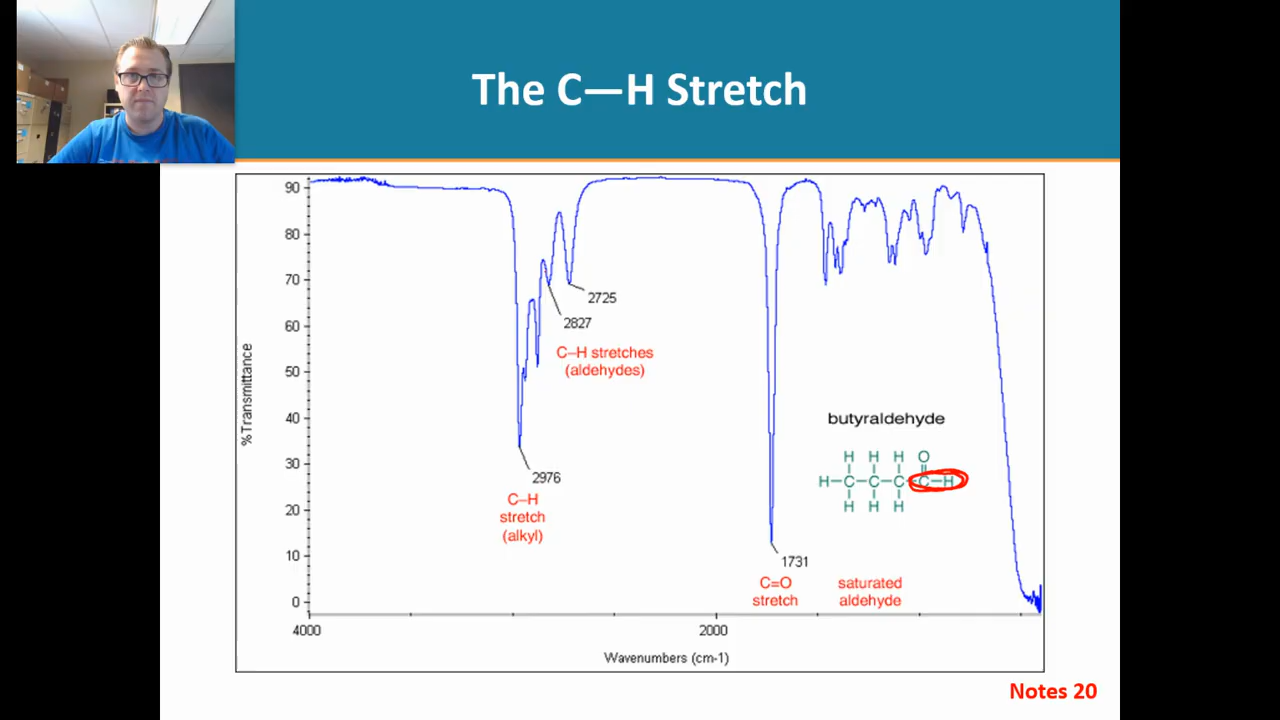 The C—H Stretch
90
80
70
60
50
40
30
20
10
0
%Transmittance
2725
2827
C–H stretches
(aldehydes)
2976
C–H
stretch
(alkyl)
butyraldehyde
H H H O
H–C–C–C–C–H
H H H
1731
C=O
stretch
saturated
aldehyde
4000
2000
Wavenumbers (cm-1)
Notes 20